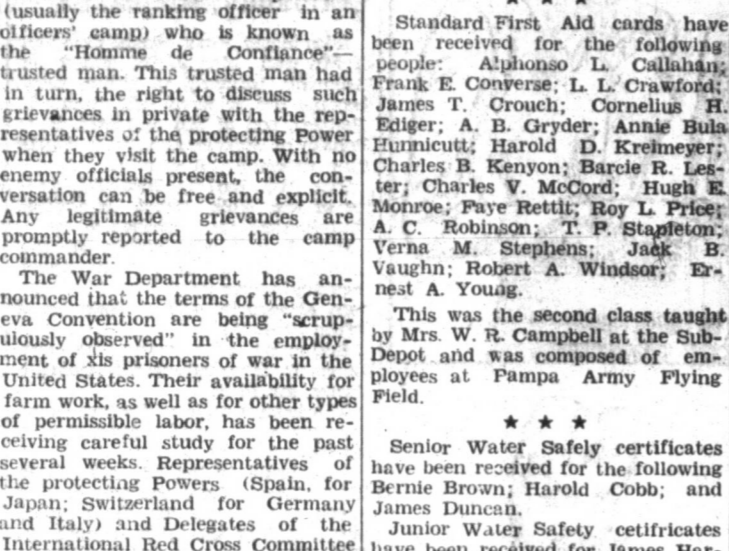 (usually the ranking officer in an
officers' camp) who is known as
the "Homme de Confiance"—
trusted man. This trusted man had
in turn, the right to discuss such
grievances in private with the rep-
resentatives of the protecting Power
when they visit the camp. With no
enemy officials present, the con-
versation can be free and explicit.
Any legitimate grievances are
promptly reported to the camp
commander.
The War Department has an-
nounced that the terms of the Gen-
eva Convention are being "scrup-
ulously observed" in the employ-
ment of xis prisoners of war in the
United States. Their availability for
farm work, as well as for other types
of permissible labor, has been re-
ceiving careful study for the past
several weeks. Representatives of
the protecting Powers (Spain, for
Japan; Switzerland for Germany
and Italy) and Delegates of the
International Red Cross Committee
★ ★ ★
Standard First Aid cards have
been received for the following
people: Alphonso L. Callahan;
Frank E. Converse; L. L. Crawford;
James T. Crouch; Cornelius H.
Ediger; A. B. Gryder; Annie Bula
Hunnicutt; Harold D. Kreimeyer;
Charles B. Kenyon; Barcie R. Les-
ter; Charles V. McCord; Hugh E.
Monroe; Faye Rettit; Roy L. Price;
A. C. Robinson; T. P. Stapleton;
Verna M. Stephens; Jack B.
Vaughn; Robert A. Windsor; Er-
nest A. Young.
This was the second class taught
by Mrs. W. R. Campbell at the Sub-
Depot and was composed of em-
ployees at Pampa Army Flying
Field.
★ ★ ★
Senior Water Safely certificates
have been received for the following
Bernie Brown; Harold Cobb; and
James Duncan.
Junior Water Safety cetifricates
have been received for James Har-